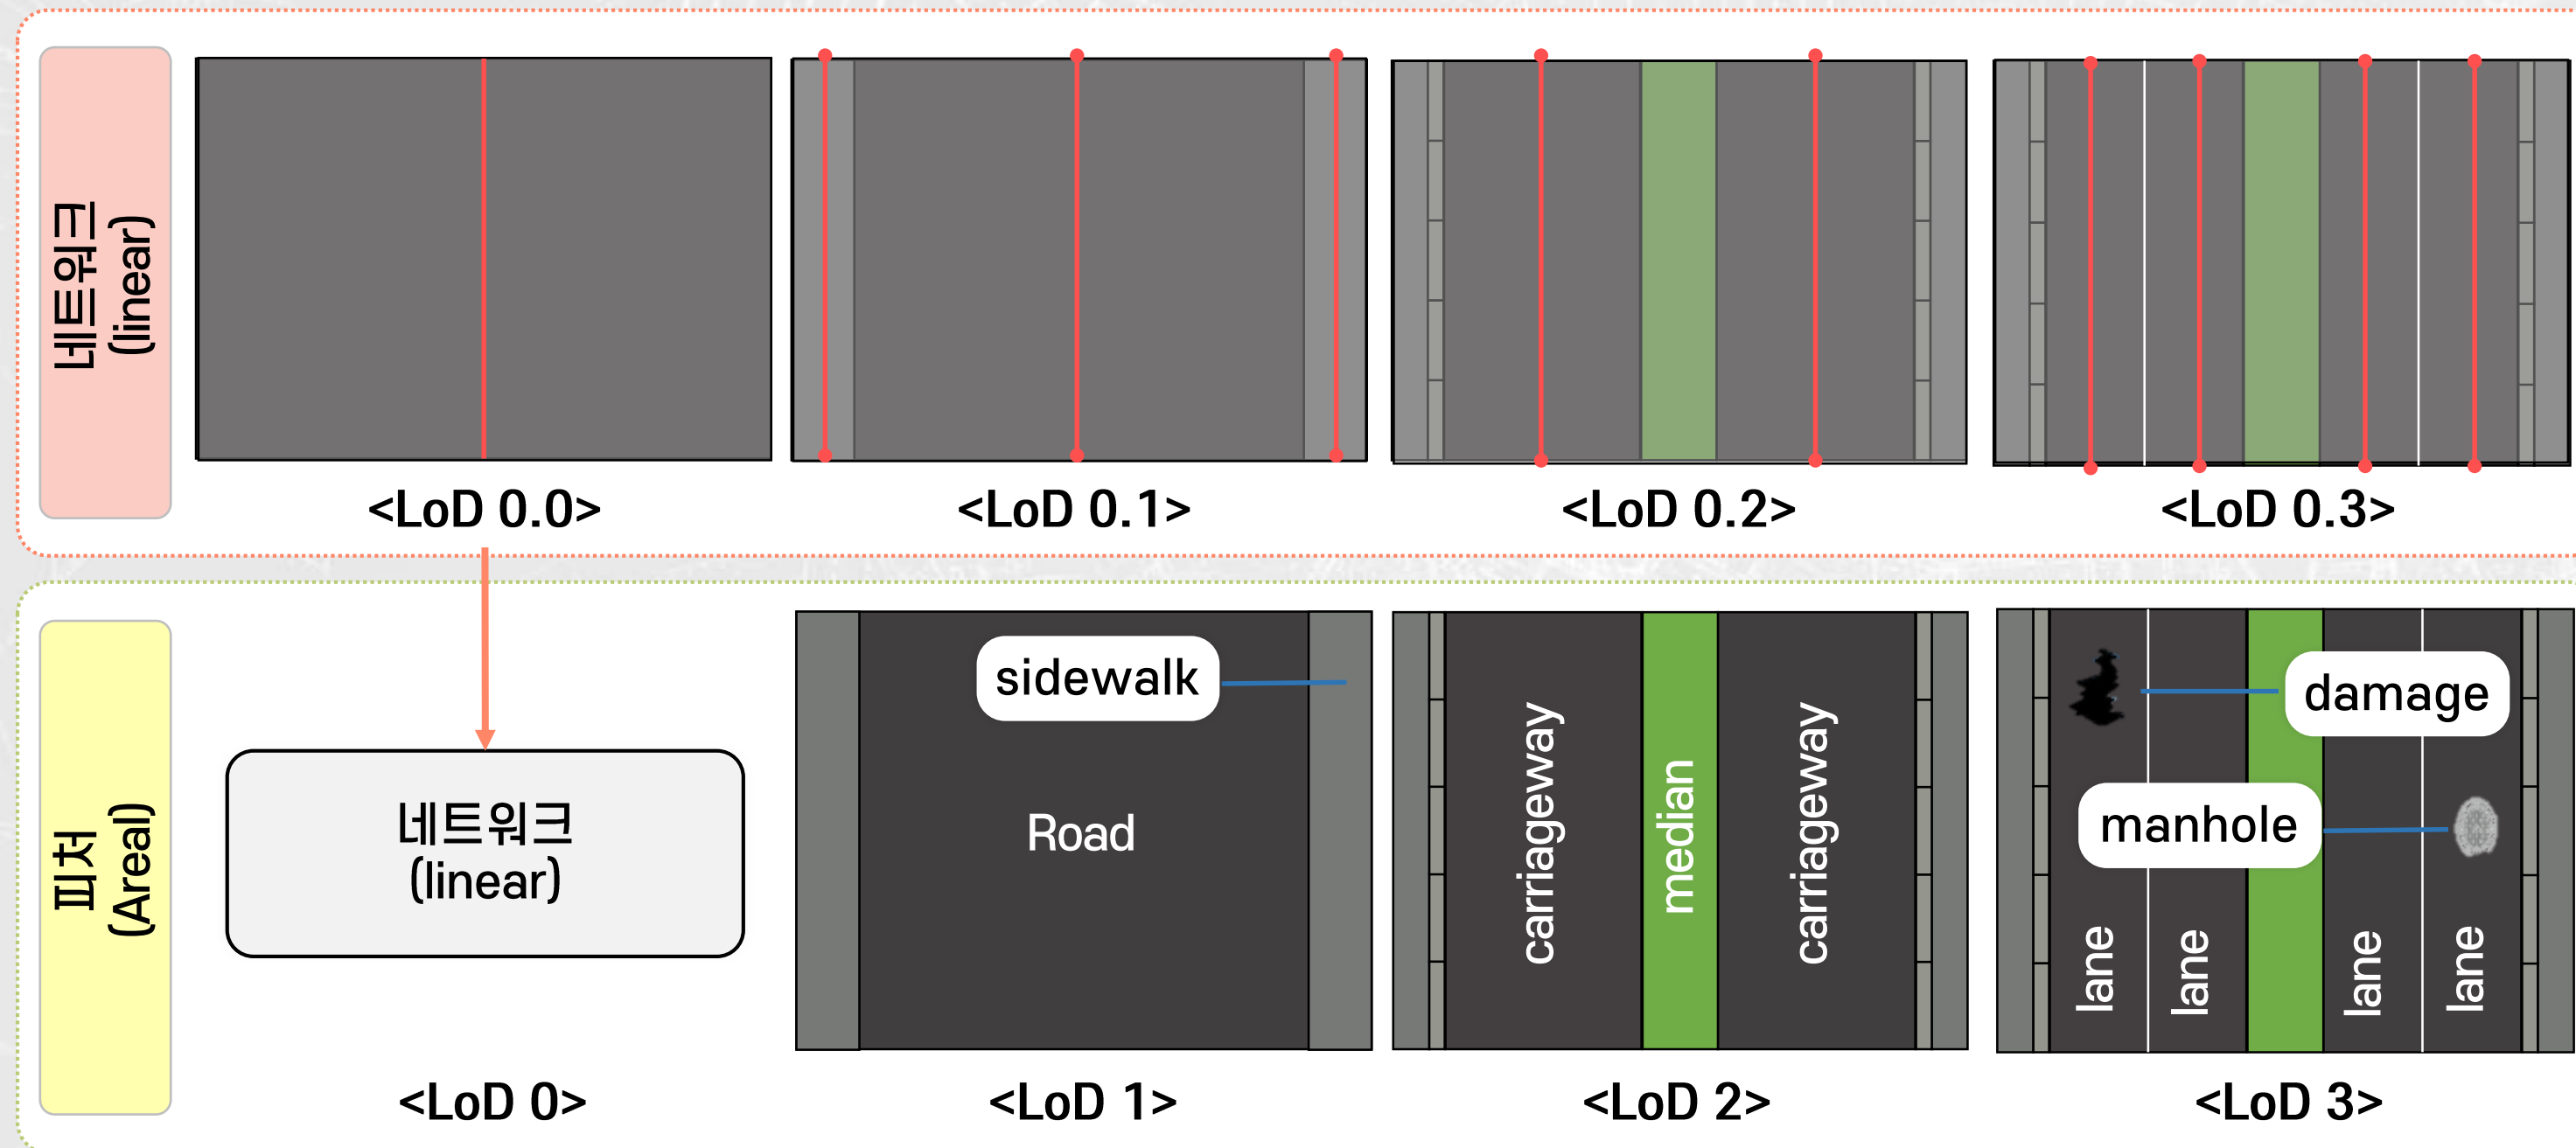 네트워크
(linear)
<LoD 0.0>
<LoD 0.1>
<LoD 0.2>
<LoD 0.3>
피처
(Areal)
네트워크
(linear)
sidewalk
Road
carriageway
median
carriageway
damage
manhole
lane
lane
lane
lane
<LoD 0>
<LoD 1>
<LoD 2>
<LoD 3>